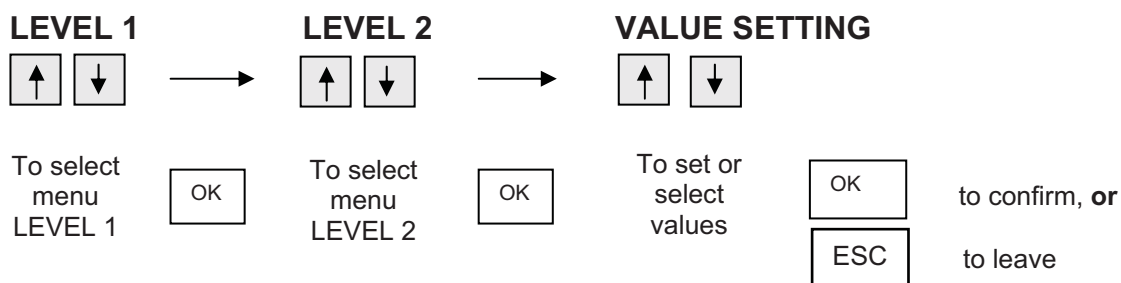 LEVEL 1
LEVEL 2
VALUE SETTING
To select
menu
LEVEL 1
OK
To select
menu
LEVEL 2
OK
To set or
select
values
OK
to confirm, or
ESC
to leave